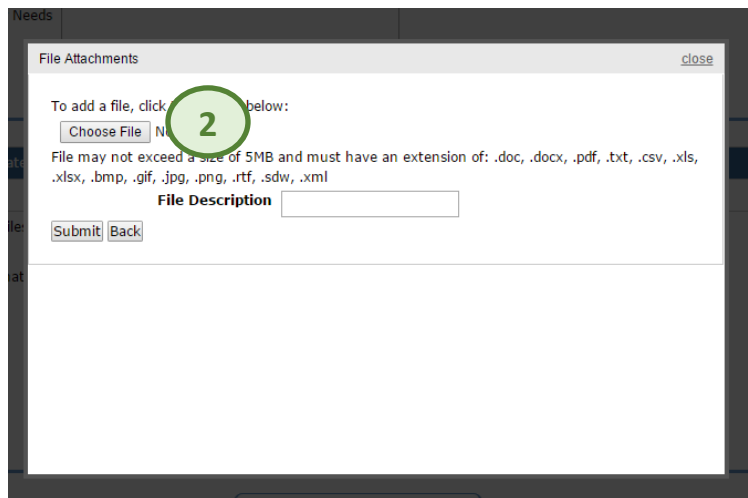 Needs
File Attachments close
To add a file, click below:
Choose File
2
File may not exceed a size of 5MB and must have an extension of: .doc, .docx, .pdf, .txt, .csv, .xls,
.xlsx, .bmp, .gif, .jpg, .png, .rtf, .sdw, .xml
File Description
Submit Back